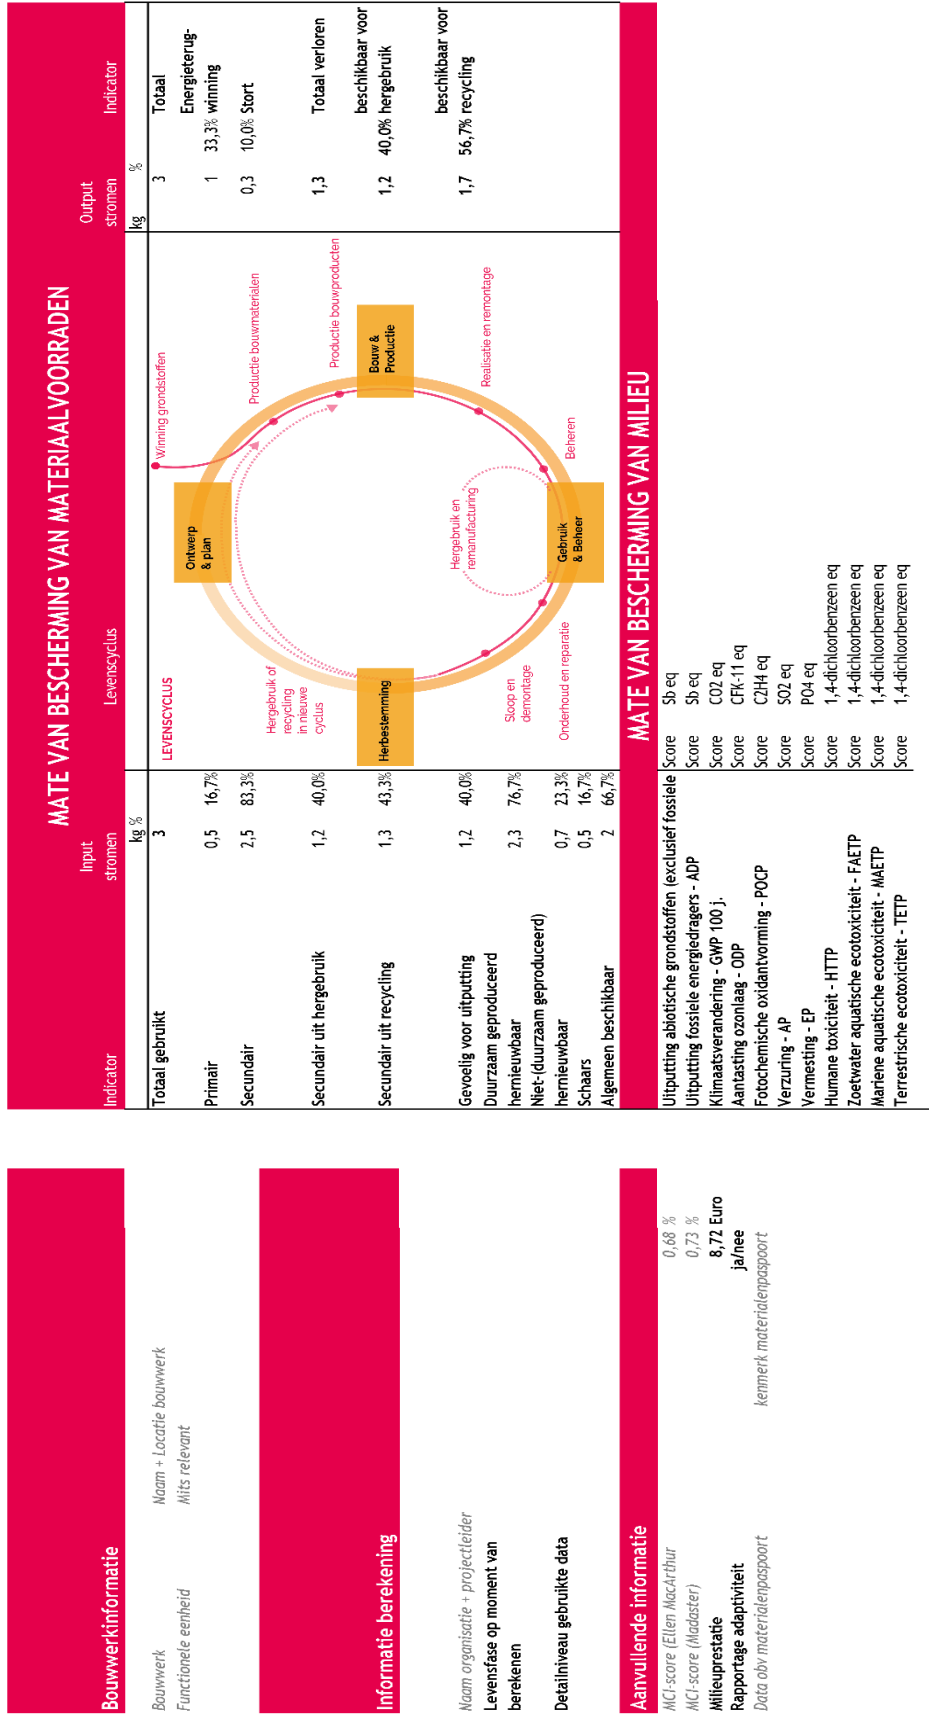 Bouwwerkinformatie
Bouwwerk Naam + Locatie bouwwerk
Functionele eenheid Mits relevant
Informatie berekening
Naam organisatie + projectleider
Levensfase op moment van
berekenen
Detailniveau gebruikte data
Aanvullende informatie
MCI-score (Ellen MacArthur 0,68 %
MCI-score (Madaster) 0,73 %
Milieuprestatie 8,72 Euro
Rapportage adaptiviteit ja/nee
Data obv materialenpaspoort kenmerk materialenpaspoort
MATE VAN BESCHERMING VAN MATERIAALVOORRADEN
Indicator
Input
stromen
Levenscyclus
Output
stromen
Indicator
kg %
Totaal gebruikt 3
Primair 0,5 16,7%
Secundair 2,5 83,3%
Secundair uit hergebruik 1,2 40,0%
Secundair uit recycling 1,3 43,3%
Gevoelig voor uitputting 1,2 40,0%
Duurzaam geproduceerd
hernieuwbaar 2,3 76,7%
Niet-(duurzaam geproduceerd)
hernieuwbaar 0,7 23,3%
Schaars 0,5 16,7%
Algemeen beschikbaar 2 66,7%
LEVENSCYCLUS
Winning grondstoffen
Ontwerp
& plan
Productie bouwmaterialen
Productie bouwproducten
Hergebruik of
recycling
in nieuwe
cyclus
Herbestemming
Bouw &
Productie
Hergebruik en
remanufacturing
Realisatie en remontage
Sloop en
demontage
Onderhoud en reparatie
Gebruik
& Beheer
Beheren
kg %
3 Totaal
Energieterug-
1 33,3% winning
0,3 10,0% Stort
1,3 Totaal verloren
beschikbaar voor
1,2 40,0% hergebruik
beschikbaar voor
1,7 56,7% recycling
MATE VAN BESCHERMING VAN MILIEU
Uitputting abiotische grondstoffen (exclusief fossiele Score Sb eq
Uitputting fossiele energiedragers - ADP Score Sb eq
Klimaatsverandering - GWP 100 j. Score CO2 eq
Aantasting ozonlaag - ODP Score CFK-11 eq
Fotochemische oxidantvorming - POCP Score C2H4 eq
Verzuring - AP Score SO2 eq
Vermesting - EP Score PO4 eq
Humane toxiciteit - HTTP Score 1,4-dichloorbenzeen eq
Zoetwater aquatische ecotoxiciteit - FAETP Score 1,4-dichloorbenzeen eq
Mariene aquatische ecotoxiciteit - MAETP Score 1,4-dichloorbenzeen eq
Terrestrische ecotoxiciteit - TETP Score 1,4-dichloorbenzeen eq